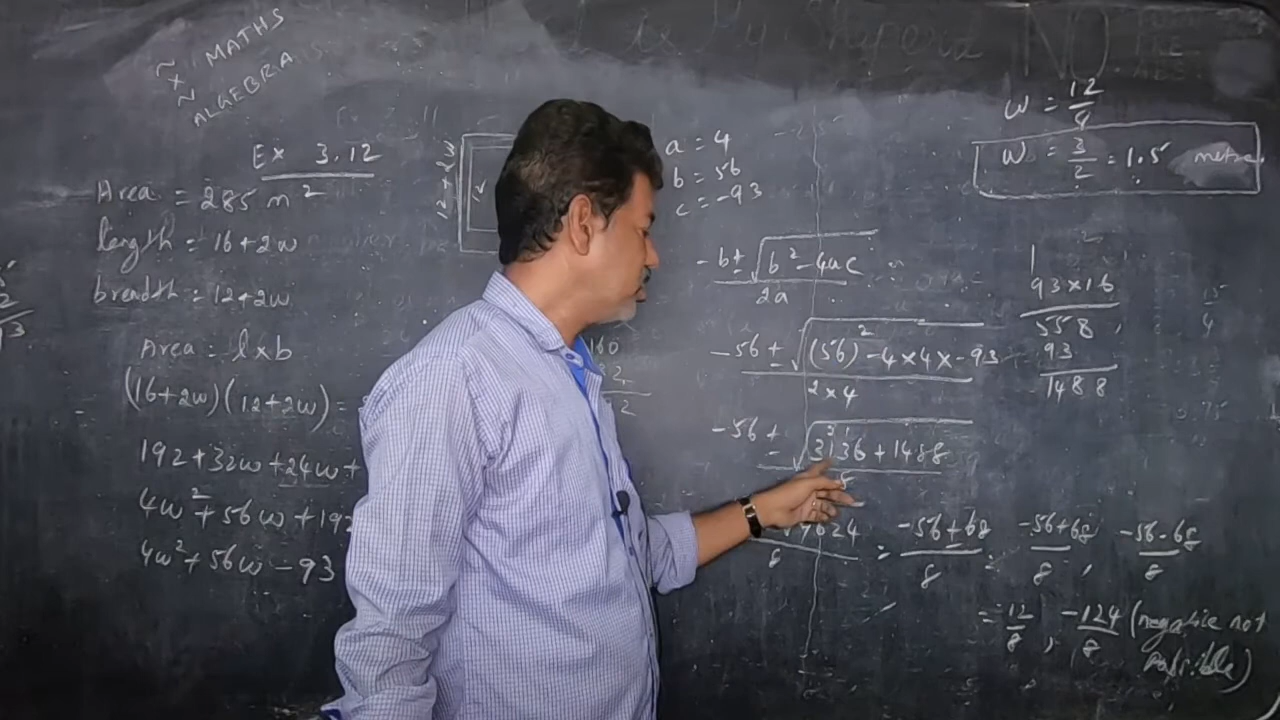 MATHS
ALGEBRA
Ex 3.12
Area = 285 m²
length = 16+2w
breadth = 12+2w
Area = l×b
(16+2w)(12+2w) =
192+32w+24w+
4w²+56w+192
4w²+56w-93
a = 4
b = 56
c = -93
-b±√b²-4ac
2a
-56±√(56)²-4×4×-93
2×4
-56±√3136+1488
8
√4624
8
= -56±68
8
= -56+68, -56-68
8 8
= 12, -124 (negative not
8 8 possible)
w = 12
w = 3 = 1.5 metre.
2
1
93×16
558
93
1488